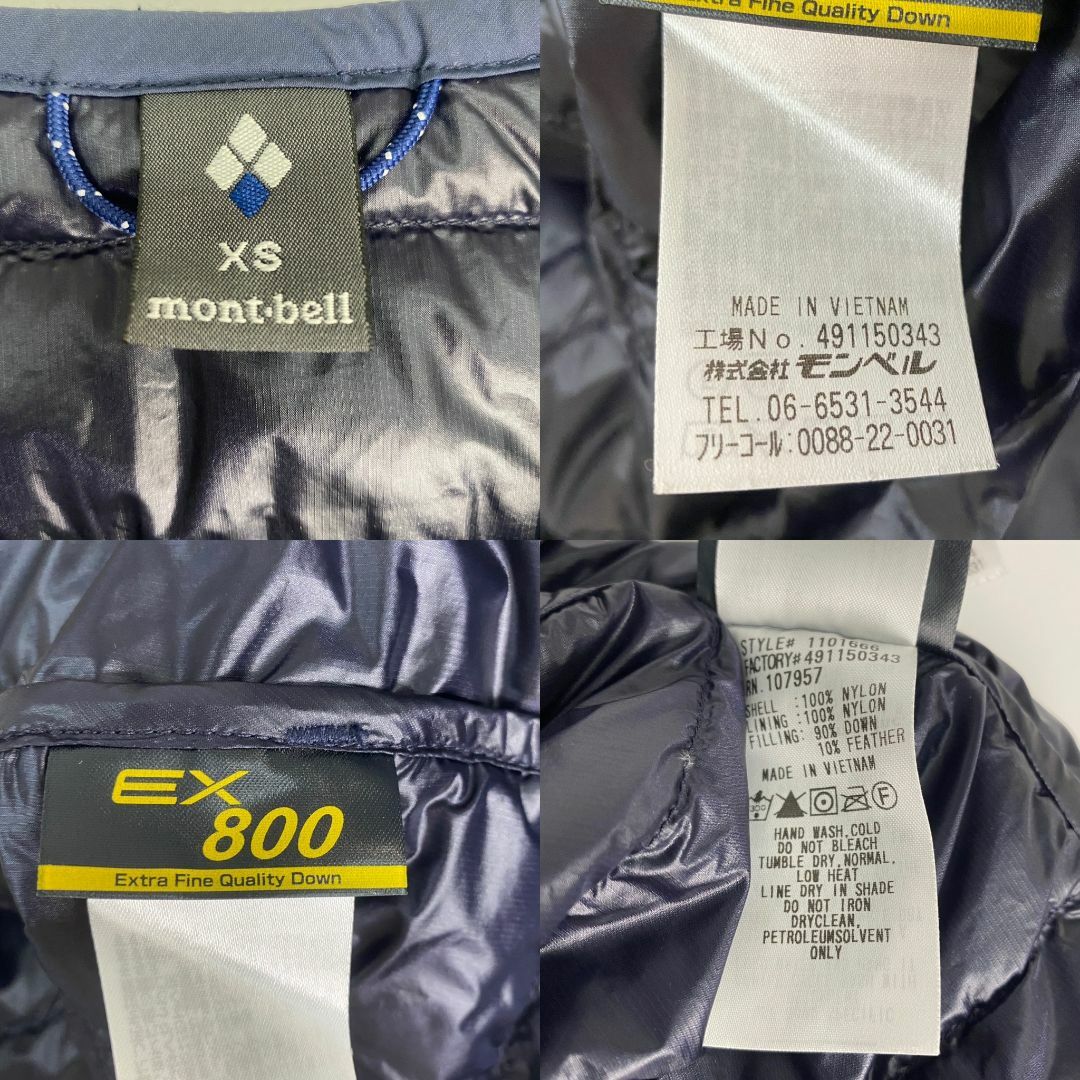 XS
mont·bell
Extra Fine Quality Down
MADE IN VIETNAM
工場No. 491150343
株式会社 モンベル
TEL.06-6531-3544
フリーコール:0088-22-0031
EX
800
Extra Fine Quality Down
STYLE# 1101666
FACTORY#491150343
RN.107957
SHELL :100% NYLON
LINING :100% NYLON
FILLING: 90% DOWN
10% FEATHER
MADE IN VIETNAM
F
HAND WASH,COLD
DO NOT BLEACH
TUMBLE DRY,NORMAL,
LOW HEAT
LINE DRY IN SHADE
DO NOT IRON
DRYCLEAN,
PETROLEUMSOLVENT
ONLY